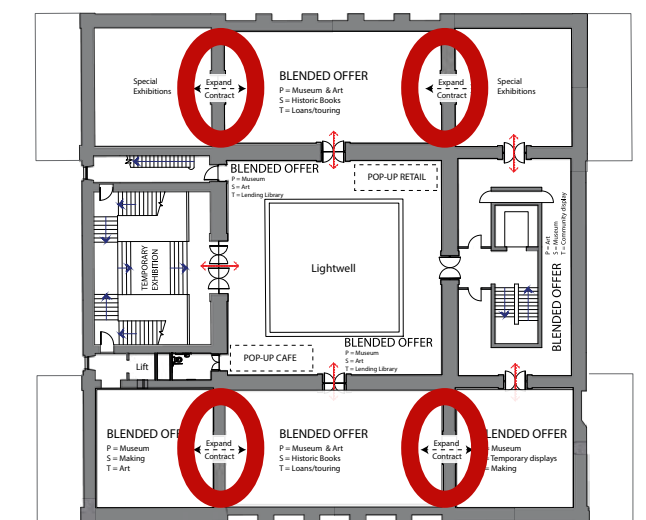 Special
Exhibitions
Expand
Contract
BLENDED OFFER
P = Museum & Art
S = Historic Books
T = Loans/touring
Expand
Contract
Special
Exhibitions
BLENDED OFFER
P = Museum
S = Art
T = Lending Library
POP-UP RETAIL
TEMPORARY
EXHIBITION
Lightwell
BLENDED OFFER
P = Art
S = Museum
T = Community display
Lift
POP-UP CAFE
BLENDED OFFER
P = Museum
S = Art
T = Lending Library
BLENDED OFF
P = Museum
S = Making
T = Art
Expand
Contract
BLENDED OFFER
P = Museum & Art
S = Historic Books
T = Loans/touring
Expand
Contract
LENDED OFFER
Museum
= Temporary displays
= Making